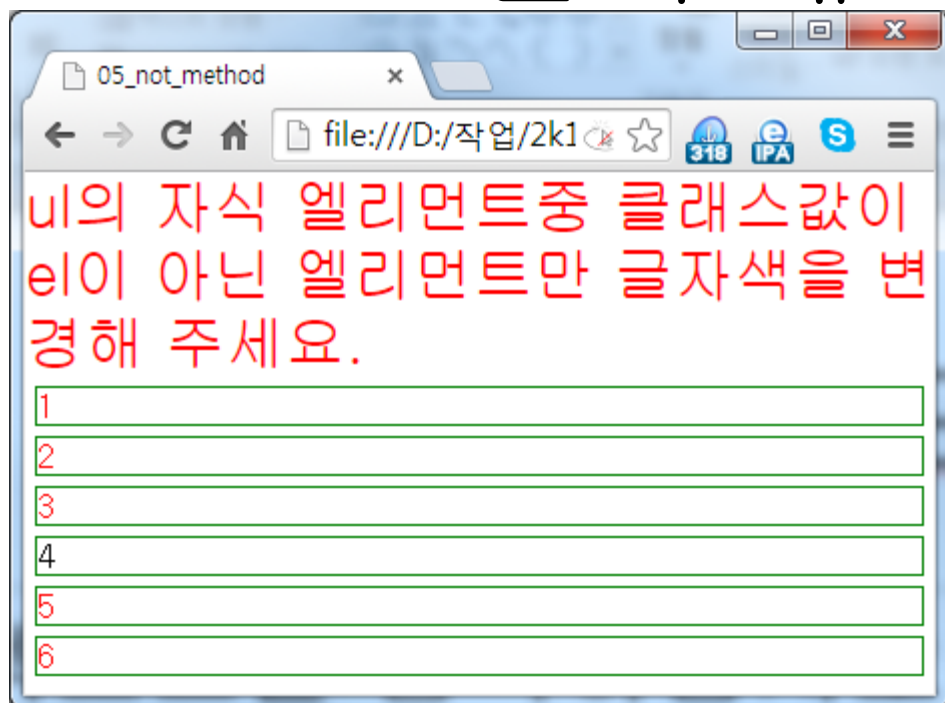 05_not_method
file:///D:/작업/2k1
318
IPA
ul의 자식 엘리먼트중 클래스값이
el이 아닌 엘리먼트만 글자색을 변
경해 주세요.
1
2
3
4
5
6